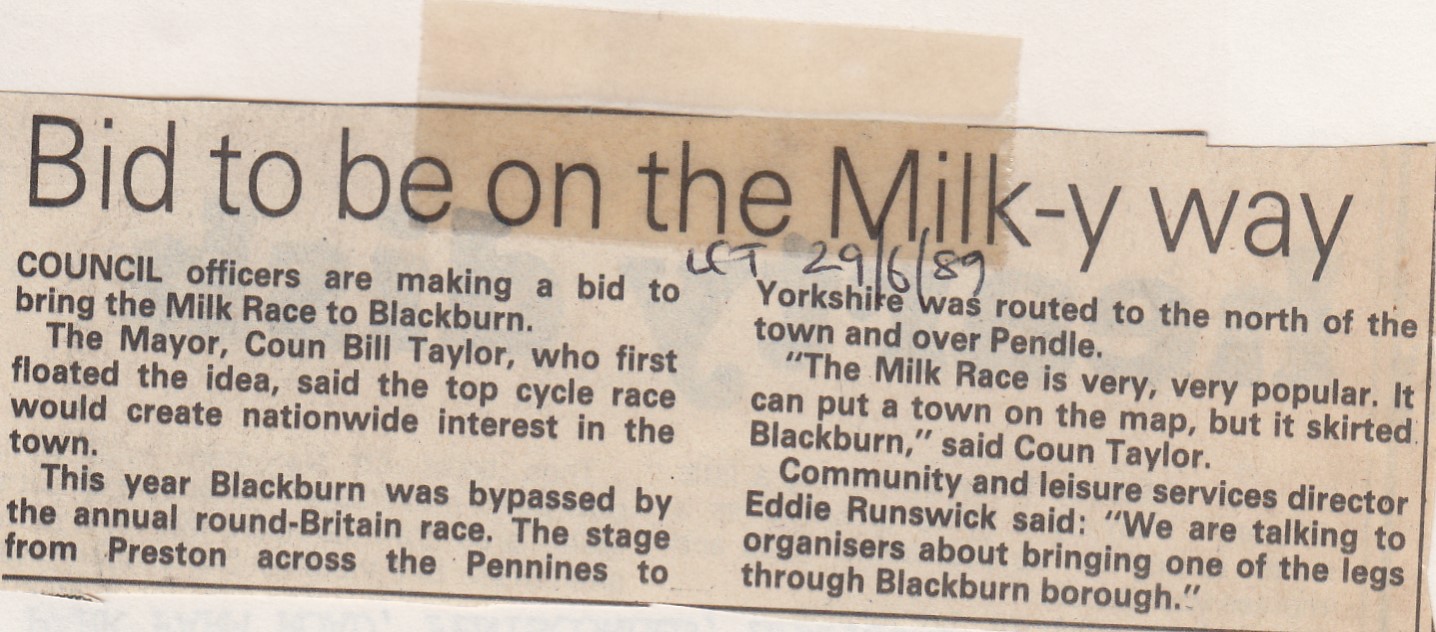 Bid to be on the Milk-y way
LET 29/6/89
COUNCIL officers are making a bid to
bring the Milk Race to Blackburn.
The Mayor, Coun Bill Taylor, who first
floated the idea, said the top cycle race
would create nationwide interest in the
town.
This year Blackburn was bypassed by
the annual round-Britain race. The stage
from Preston across the Pennines to
Yorkshire was routed to the north of the
town and over Pendle.
"The Milk Race is very, very popular. It
can put a town on the map, but it skirted
Blackburn," said Coun Taylor.
Community and leisure services director
Eddie Runswick said: "We are talking to
organisers about bringing one of the legs
through Blackburn borough."